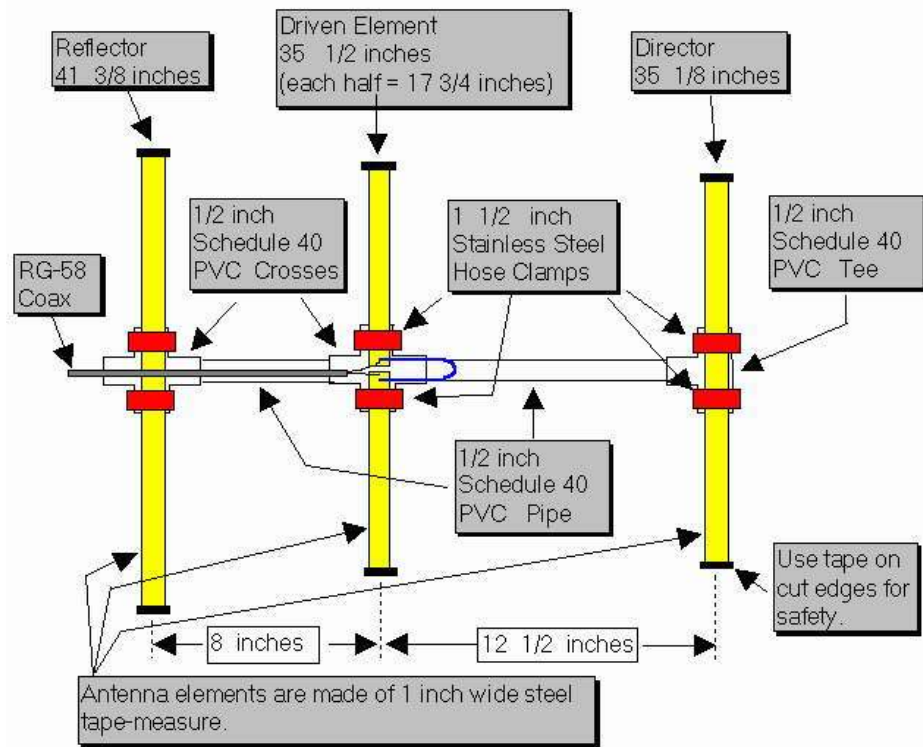 Reflector
41 3/8 inches
Driven Element
35 1/2 inches
(each half = 17 3/4 inches)
Director
35 1/8 inches
1/2 inch
Schedule 40
PVC Crosses
1 1/2 inch
Stainless Steel
Hose Clamps
1/2 inch
Schedule 40
PVC Tee
RG-58
Coax
1/2 inch
Schedule 40
PVC Pipe
Use tape on
cut edges for
safety.
8 inches
12 1/2 inches
Antenna elements are made of 1 inch wide steel
tape-measure.